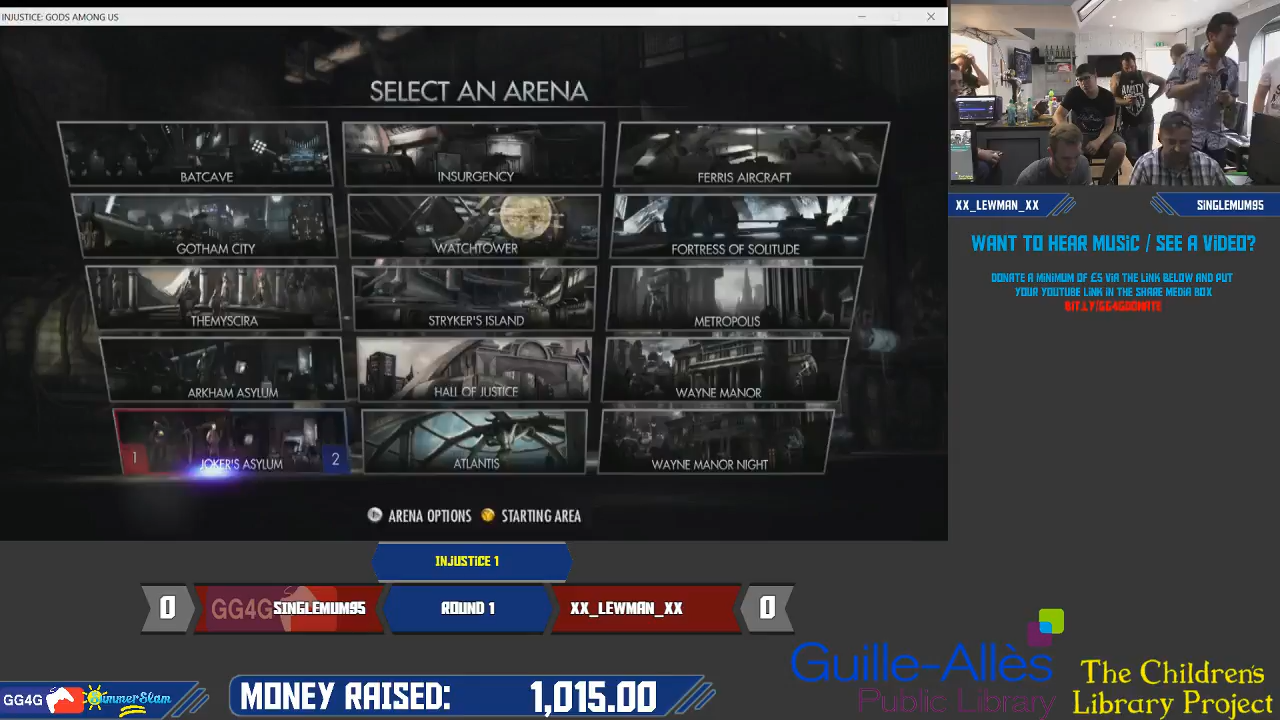 INJUSTICE: GODS AMONG US
SELECT AN ARENA
BATCAVE
INSURGENCY
FERRIS AIRCRAFT
GOTHAM CITY
WATCHTOWER
FORTRESS OF SOLITUDE
THEMYSCIRA
STRYKER'S ISLAND
METROPOLIS
ARKHAM ASYLUM
HALL OF JUSTICE
WAYNE MANOR
1
JOKER'S ASYLUM
2
ATLANTIS
WAYNE MANOR NIGHT
ARENA OPTIONS
Y STARTING AREA
XX_LEWMAN_XX
SINGLEMUM95
WANT TO HEAR MUSIC / SEE A VIDEO?
DONATE A MINIMUM OF £5 VIA THE LINK BELOW AND PUT
YOUR YOUTUBE LINK IN THE SHARE MEDIA BOX
BIT.LY/GG4GDONATE
INJUSTICE 1
0
GG4G
SINGLEMUM95
ROUND 1
XX_LEWMAN_XX
0
GG4G
SummerSlam
MONEY RAISED:
1,015.00
Guille-Allès
Public Library
The Children's
Library Project